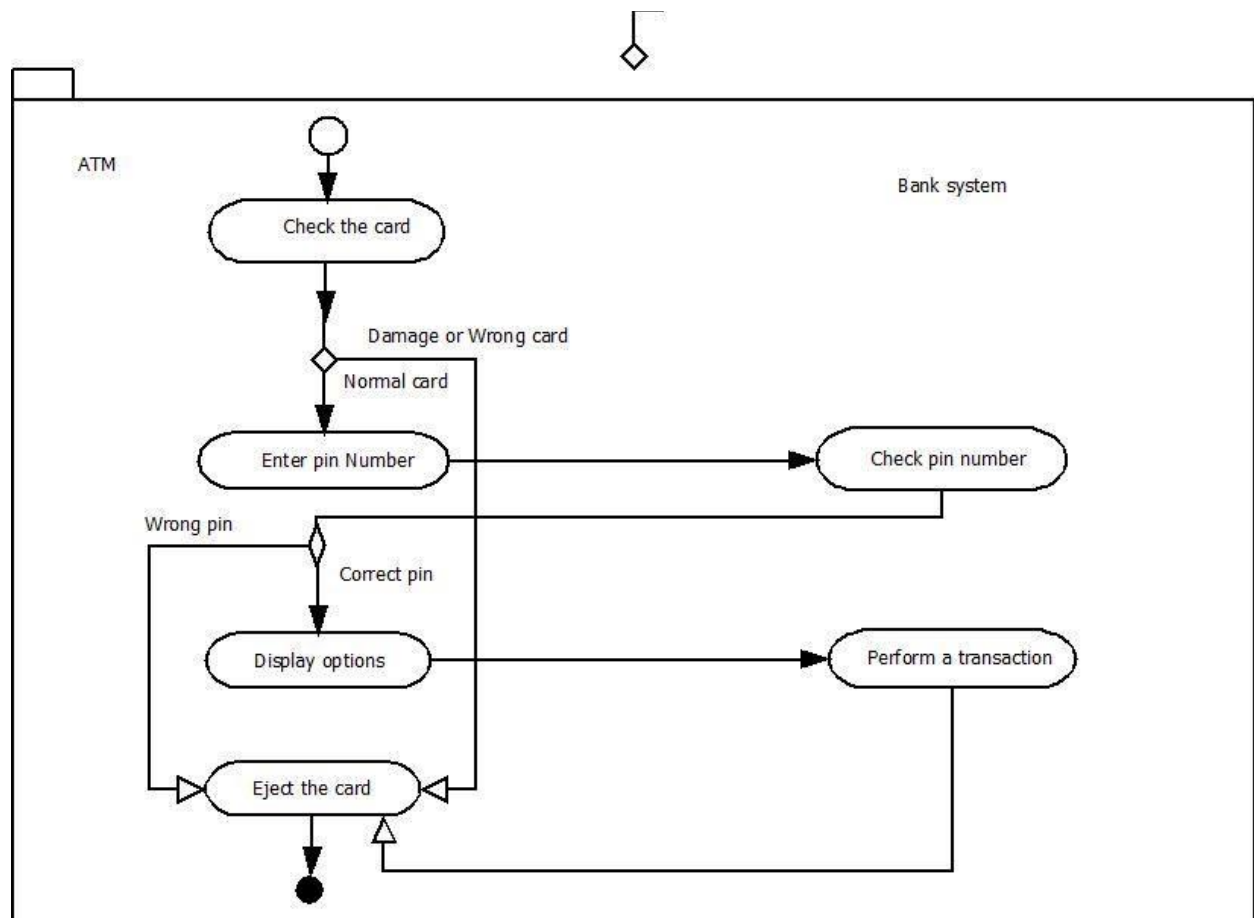 ATM
Bank system
Check the card
Damage or Wrong card
Normal card
Enter pin Number
Check pin number
Wrong pin
Correct pin
Display options
Perform a transaction
Eject the card